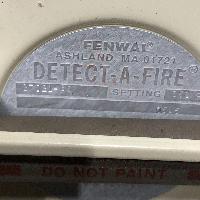 FENWAL
ASHLAND, MA 01721
DETECT-A-FIRE®
SETTING
DO NOT PAINT